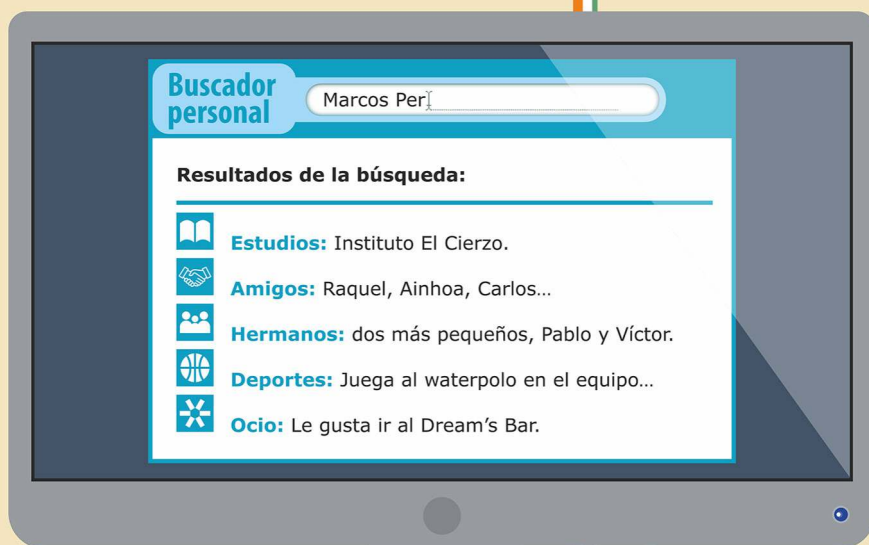 Buscador
personal
Marcos Per
Resultados de la búsqueda:
Estudios: Instituto El Cierzo.
Amigos: Raquel, Ainhoa, Carlos…
Hermanos: dos más pequeños, Pablo y Víctor.
Deportes: Juega al waterpolo en el equipo…
Ocio: Le gusta ir al Dream’s Bar.